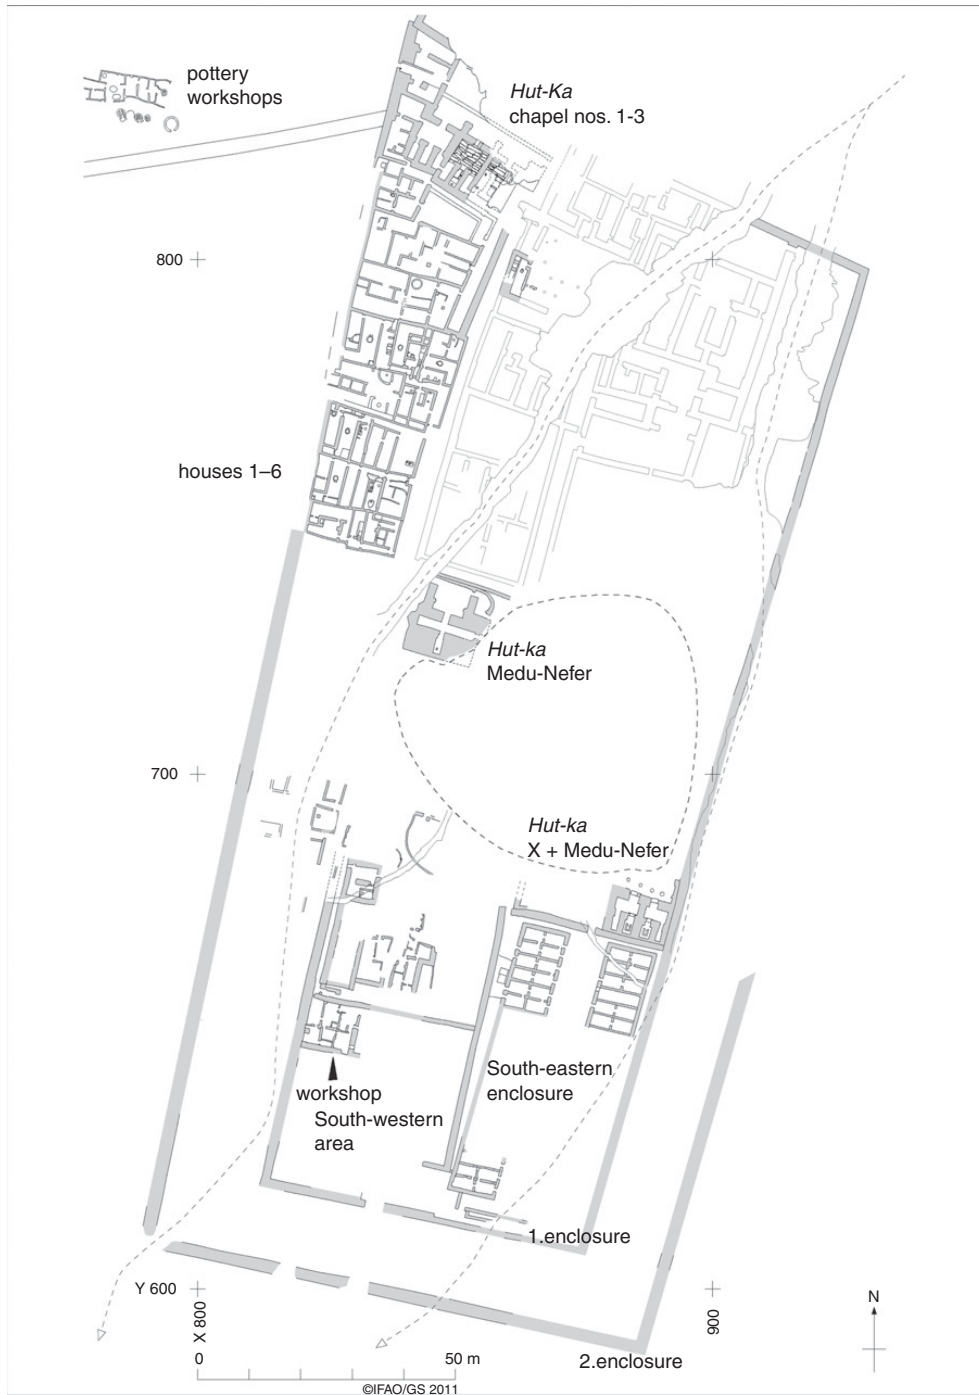 pottery
workshops
Hut-Ka
chapel nos. 1-3
800
houses 1–6
Hut-ka
Medu-Nefer
700
Hut-ka
X + Medu-Nefer
South-eastern
enclosure
workshop
South-western
area
1.enclosure
Y 600
X 800
900
N
0
50 m
2.enclosure
©IFAO/GS 2011